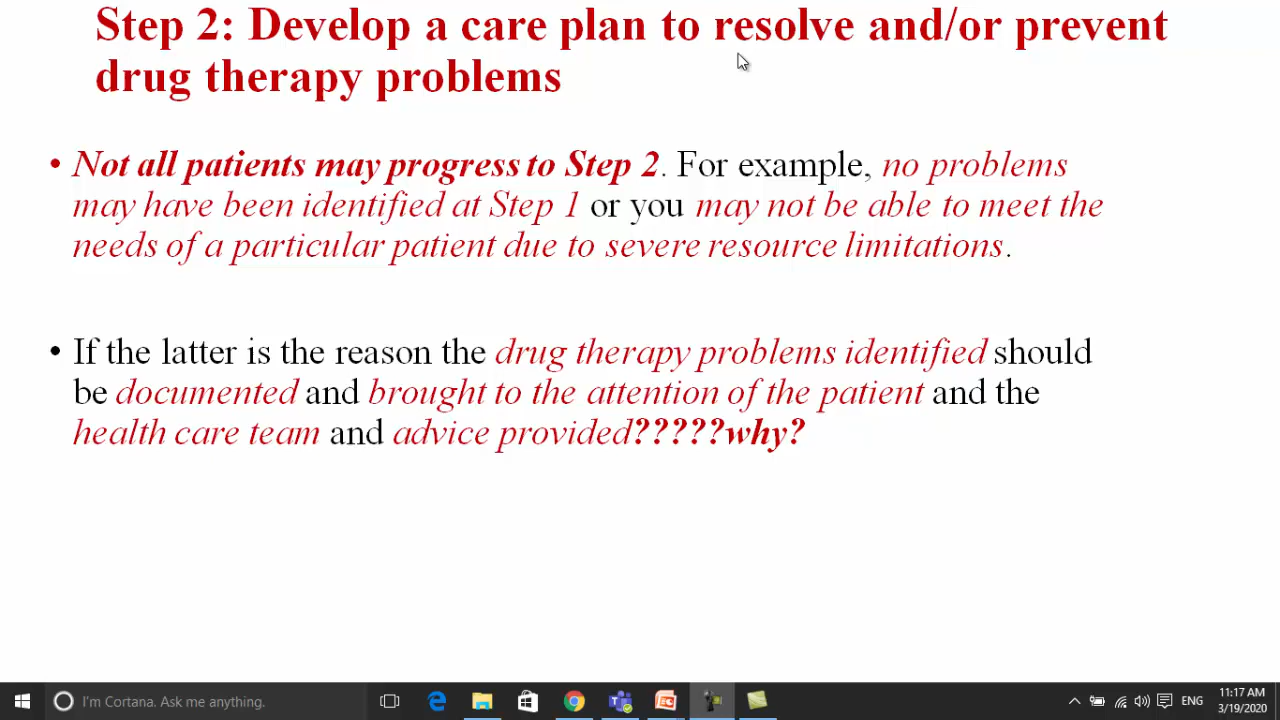 Step 2: Develop a care plan to resolve and/or prevent
drug therapy problems
• Not all patients may progress to Step 2. For example, no problems
may have been identified at Step 1 or you may not be able to meet the
needs of a particular patient due to severe resource limitations.
• If the latter is the reason the drug therapy problems identified should
be documented and brought to the attention of the patient and the
health care team and advice provided?????why?
I'm Cortana. Ask me anything.
ENG
11:17 AM
3/19/2020